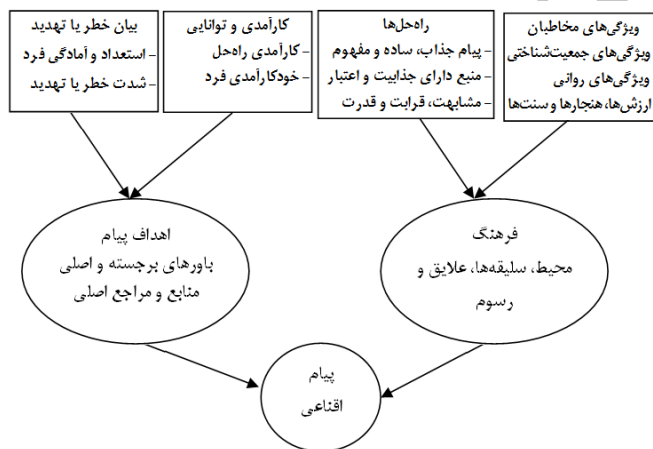 ویژگی‌های مخاطبان
ویژگی‌های جمعیت‌شناختی
ویژگی‌های روانی
ارزش‌ها، هنجارها و سنت‌ها
راه‌حل‌ها
- پیام جذاب، ساده و مفهوم
- منبع دارای جذابیت و اعتبار
- مشابهت، قرابت و قدرت
کارآمدی و توانایی
- کارآمدی راه‌حل
خودکارآمدی فرد
بیان خطر یا تهدید
- استعداد و آمادگی فرد
- شدت خطر یا تهدید
فرهنگ
محیط، سلیقه‌ها، علایق و
رسوم
اهداف پیام
باورهای برجسته و اصلی
منابع و مراجع اصلی
پیام
اقناعی